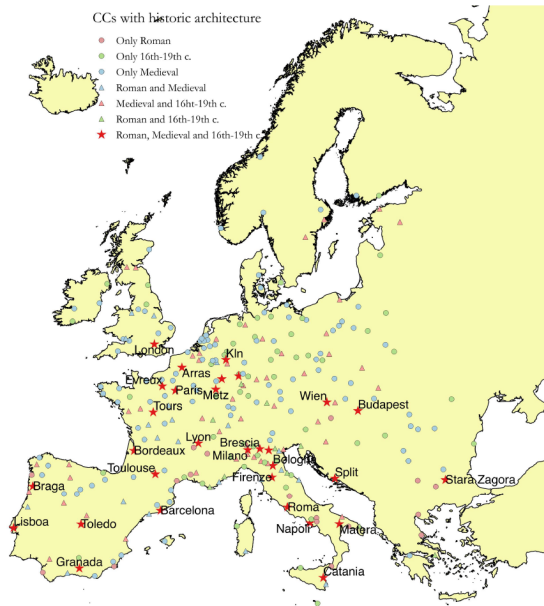 CCs with historic architecture
Only Roman
Only 16th-19th c.
Only Medieval
Roman and Medieval
Medieval and 16ht-19th c.
Roman and 16th-19th c.
Roman, Medieval and 16th-19th c.
London
Kln
Arras
Evreux
Paris
Metz
Wien
Tours
Budapest
Lyon
Brescia
Bordeaux
Milano
Bologna
Toulouse
Firenze
Split
Stara Zagora
Braga
Barcelona
Roma
Lisboa
Toledo
Napoli
Matera
Granada
Catania